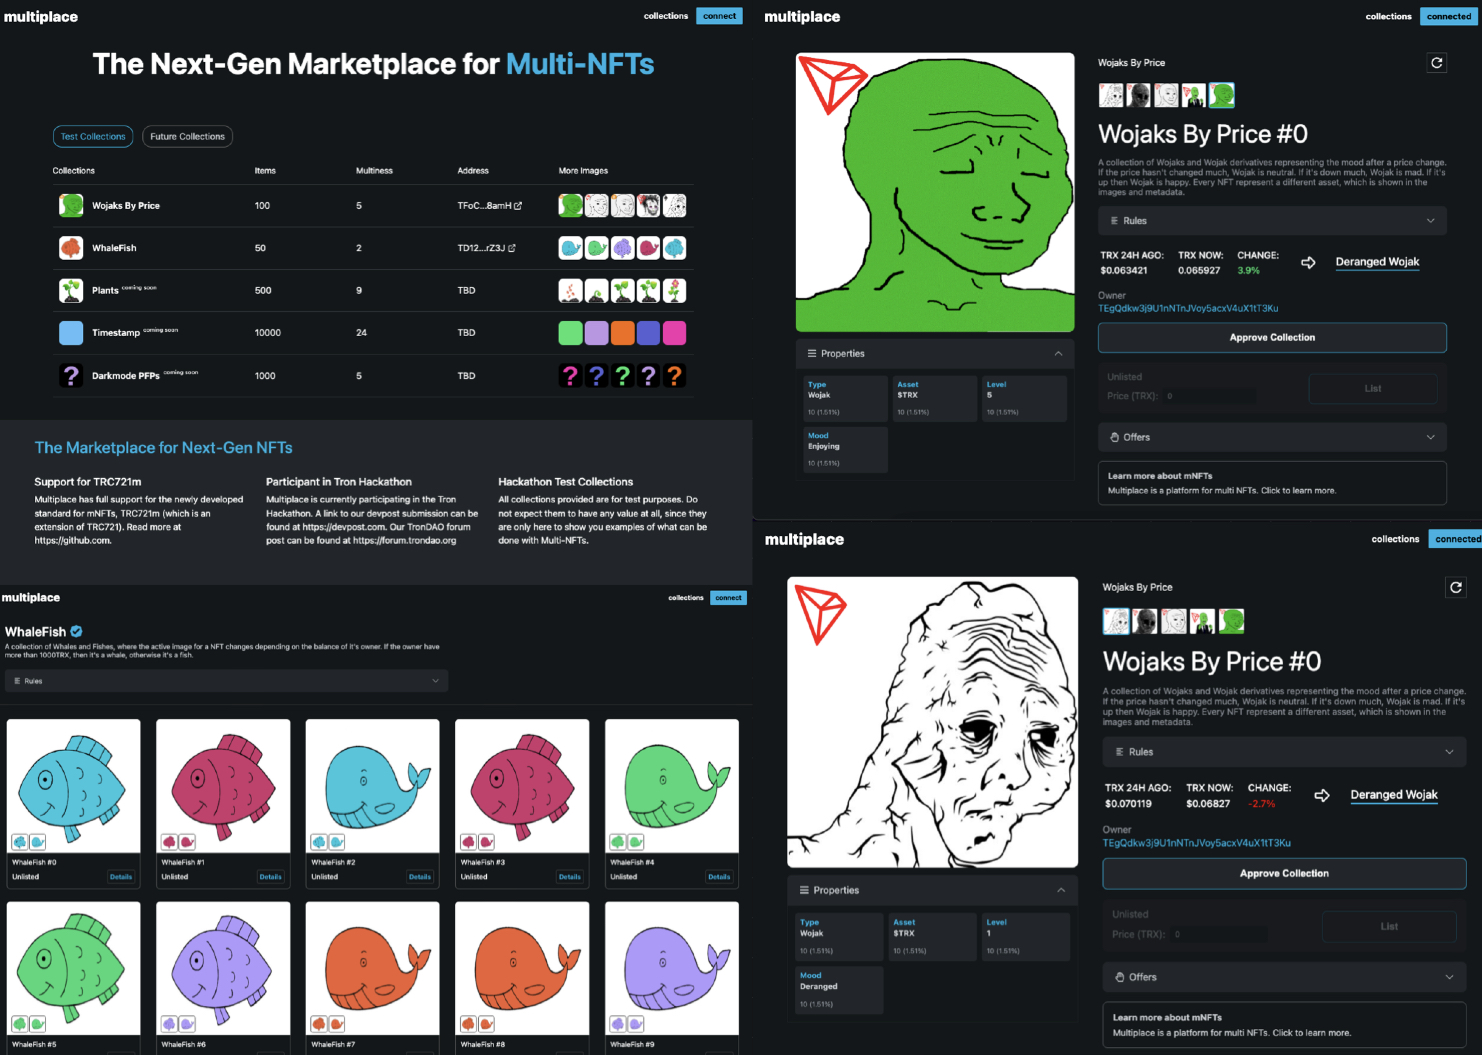 multiplace
collections
connect
The Next-Gen Marketplace for Multi-NFTs
Test Collections
Future Collections
Collections Items Multiness Address More Images
Wojaks By Price 100 5 TFoC...8amH
WhaleFish 50 2 TD12...rZ3J
Plants coming soon 500 9 TBD
Timestamp coming soon 10000 24 TBD
? Darkmode PFPs coming soon 1000 5 TBD ? ? ? ? ?
The Marketplace for Next-Gen NFTs
Support for TRC721m
Multiplace has full support for the newly developed
standard for mNFTs, TRC721m (which is an
extension of TRC721). Read more at
https://github.com.
Participant in Tron Hackathon
Multiplace is currently participating in the Tron
Hackathon. A link to our devpost submission can be
found at https://devpost.com. Our TronDAO forum
post can be found at https://forum.trondao.org
Hackathon Test Collections
All collections provided are for test purposes. Do
not expect them to have any value at all, since they
are only here to show you examples of what can be
done with Multi-NFTs.
multiplace
collections
connect
WhaleFish
A collection of Whales and Fishes, where the active image for a NFT changes depending on the balance of it's owner. If the owner have
more than 1000TRX, then it's a whale, otherwise it's a fish.
Rules
WhaleFish #0
Unlisted Details
WhaleFish #1
Unlisted Details
WhaleFish #2
Unlisted Details
WhaleFish #3
Unlisted Details
WhaleFish #4
Unlisted Details
WhaleFish #5
WhaleFish #6
WhaleFish #7
WhaleFish #8
WhaleFish #9
multiplace
collections
connected
Wojaks By Price
Wojaks By Price #0
A collection of Wojaks and Wojak derivatives representing the mood after a price change.
If the price hasn't changed much, Wojak is neutral. If it's down much, Wojak is mad. If it's
up then Wojak is happy. Every NFT represent a different asset, which is shown in the
images and metadata.
Rules
TRX 24H AGO: TRX NOW: CHANGE:
$0.063421 0.065927 3.9%
Deranged Wojak
Owner
TEgQdkw3j9U1nNTnJVoy5acxV4uX1tT3Ku
Approve Collection
Unlisted
Price (TRX): 0
List
Offers
Learn more about mNFTs
Multiplace is a platform for multi NFTs. Click to learn more.
Properties
Type
Wojak
10 (1.51%)
Asset
$TRX
10 (1.51%)
Level
5
10 (1.51%)
Mood
Enjoying
10 (1.51%)
multiplace
collections
connected
Wojaks By Price
Wojaks By Price #0
A collection of Wojaks and Wojak derivatives representing the mood after a price change.
If the price hasn't changed much, Wojak is neutral. If it's down much, Wojak is mad. If it's
up then Wojak is happy. Every NFT represent a different asset, which is shown in the
images and metadata.
Rules
TRX 24H AGO: TRX NOW: CHANGE:
$0.070119 $0.06827 -2.7%
Deranged Wojak
Owner
TEgQdkw3j9U1nNTnJVoy5acxV4uX1tT3Ku
Approve Collection
Unlisted
Price (TRX): 0
List
Offers
Learn more about mNFTs
Multiplace is a platform for multi NFTs. Click to learn more.
Properties
Type
Wojak
10 (1.51%)
Asset
$TRX
10 (1.51%)
Level
1
10 (1.51%)
Mood
Deranged
10 (1.51%)